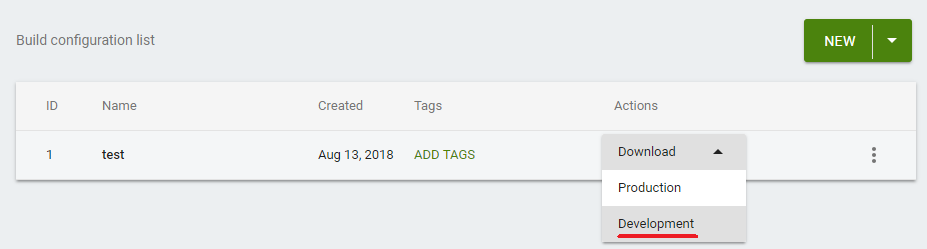 Build configuration list
NEW
ID Name Created Tags Actions
1 test Aug 13, 2018 ADD TAGS Download
Production
Development